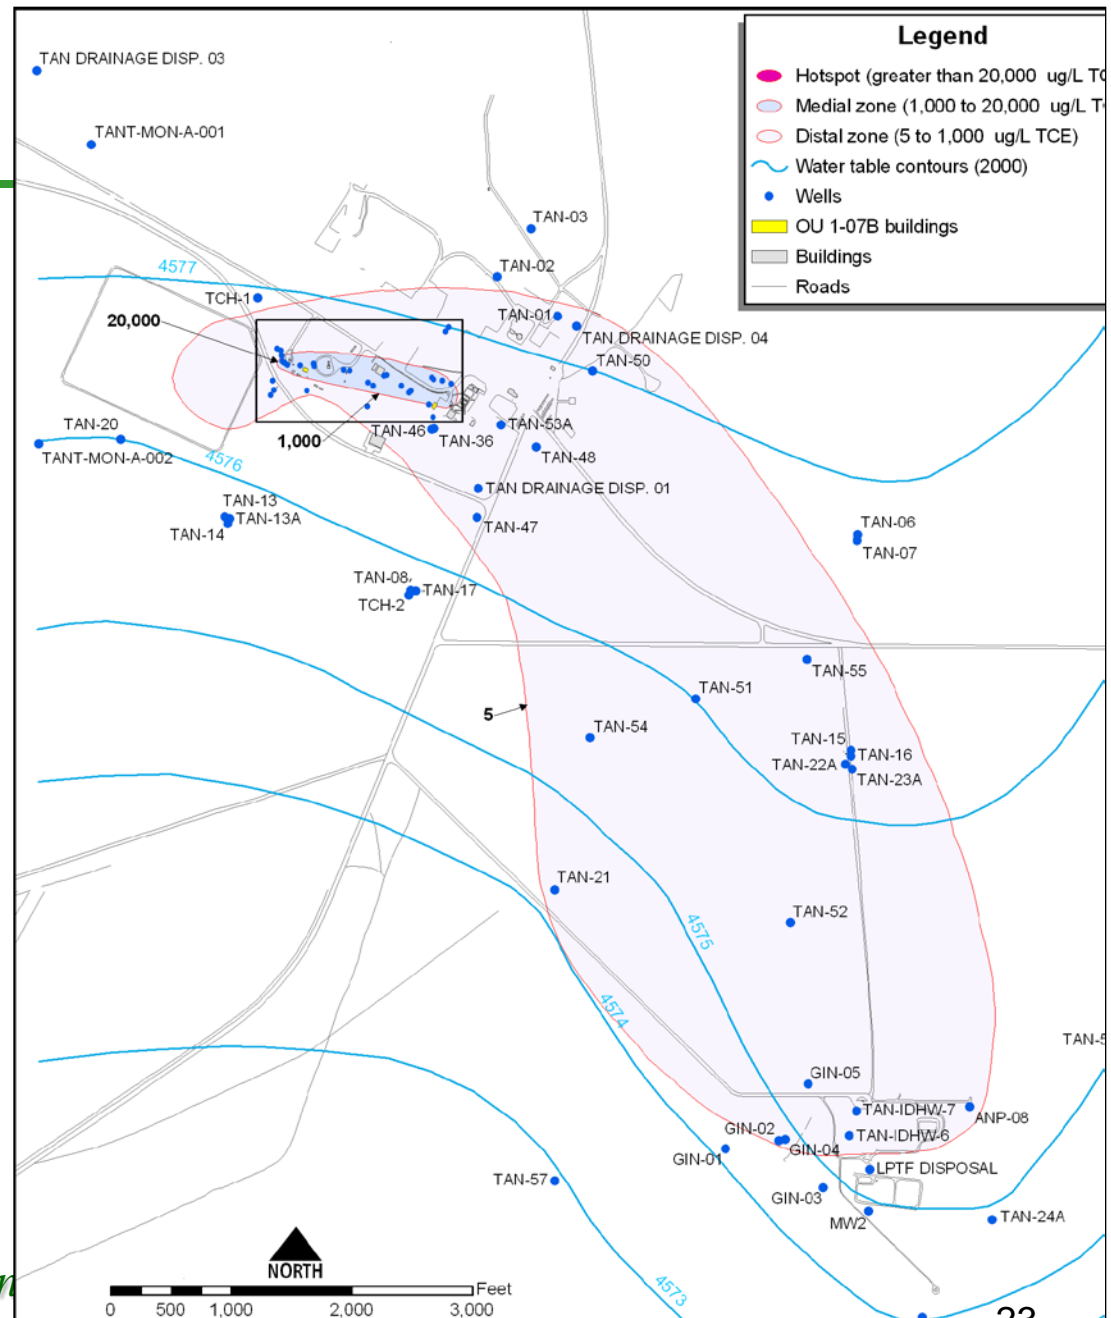 Legend
Hotspot (greater than 20,000 ug/L TC
Medial zone (1,000 to 20,000 ug/L T
Distal zone (5 to 1,000 ug/L TCE)
Water table contours (2000)
Wells
OU 1-07B buildings
Buildings
Roads
TAN DRAINAGE DISP. 03
TANT-MON-A-001
TAN-03
TAN-02
4577
TCH-1
20,000
TAN-01
TAN DRAINAGE DISP. 04
TAN-50
TAN-20
TANT-MON-A-002
4576
1,000
TAN-46
TAN-36
TAN-53A
TAN-48
TAN DRAINAGE DISP. 01
TAN-13
TAN-13A
TAN-14
TAN-47
TAN-06
TAN-07
TAN-08
TAN-17
TCH-2
TAN-55
TAN-51
5
TAN-54
TAN-15
TAN-16
TAN-22A
TAN-23A
TAN-21
TAN-52
4575
4574
TAN-5
GIN-05
TAN-IDHW-7
ANP-08
GIN-02
TAN-IDHW-6
GIN-04
GIN-01
LPTF DISPOSAL
TAN-57
GIN-03
MW2
TAN-24A
NORTH
4573
Feet
0 500 1,000 2,000 3,000
n
23